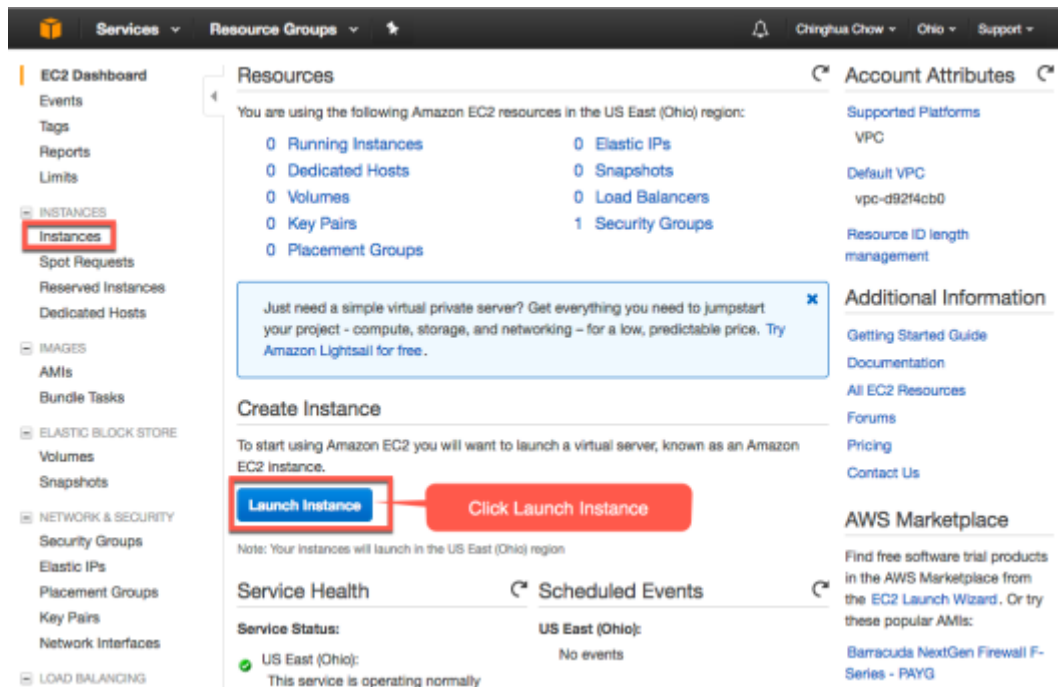 Services Resource Groups Chinghua Chow Ohio Support
EC2 Dashboard
Events
Tags
Reports
Limits
INSTANCES
Instances
Spot Requests
Reserved Instances
Dedicated Hosts
IMAGES
AMIs
Bundle Tasks
ELASTIC BLOCK STORE
Volumes
Snapshots
NETWORK & SECURITY
Security Groups
Elastic IPs
Placement Groups
Key Pairs
Network Interfaces
LOAD BALANCING
Resources
You are using the following Amazon EC2 resources in the US East (Ohio) region:
0 Running Instances
0 Elastic IPs
0 Dedicated Hosts
0 Snapshots
0 Volumes
0 Load Balancers
0 Key Pairs
1 Security Groups
0 Placement Groups
Just need a simple virtual private server? Get everything you need to jumpstart
your project - compute, storage, and networking – for a low, predictable price. Try
Amazon Lightsail for free.
Create Instance
To start using Amazon EC2 you will want to launch a virtual server, known as an Amazon
EC2 instance.
Launch Instance
Click Launch Instance
Note: Your instances will launch in the US East (Ohio) region
Service Health
Service Status:
US East (Ohio):
This service is operating normally
Scheduled Events
US East (Ohio):
No events
Account Attributes
Supported Platforms
VPC
Default VPC
vpc-d92f4cb0
Resource ID length
management
Additional Information
Getting Started Guide
Documentation
All EC2 Resources
Forums
Pricing
Contact Us
AWS Marketplace
Find free software trial products
in the AWS Marketplace from
the EC2 Launch Wizard. Or try
these popular AMIs:
Barracuda NextGen Firewall F-
Series - PAYG